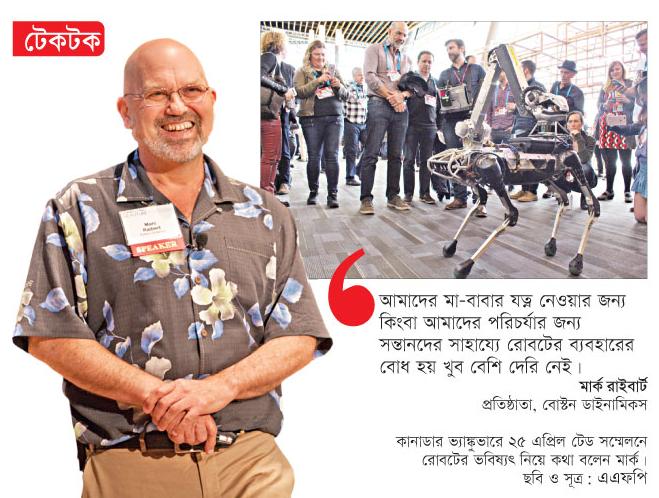 টেকটক
Marc
Raibert
SPEAKER
আমাদের মা-বাবার যত্ন নেওয়ার জন্য
কিংবা আমাদের পরিচর্যার জন্য
সন্তানদের সাহায্যে রোবটের ব্যবহারের
বোধ হয় খুব বেশি দেরি নেই।
মার্ক রাইবার্ট
প্রতিষ্ঠাতা, বোস্টন ডাইনামিকস
কানাডার ভ্যাঙ্কুভারে ২৫ এপ্রিল টেড সম্মেলনে
রোবটের ভবিষ্যৎ নিয়ে কথা বলেন মার্ক।
ছবি ও সূত্র : এএফপি